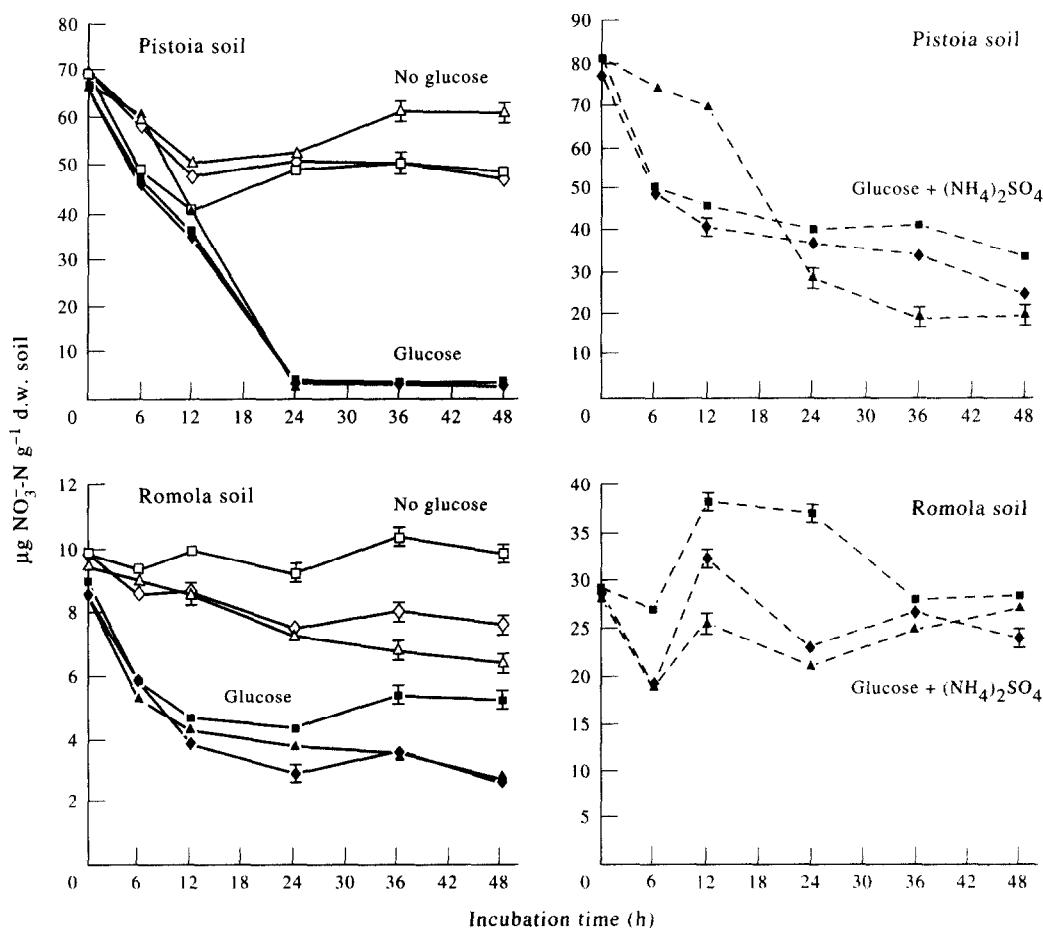 80
70
60
50
40
30
20
10
Pistoia soil
No glucose
Glucose
0 6 12 18 24 30 36 42 48
90
80
70
60
50
40
30
20
10
Pistoia soil
Glucose + (NH4)2SO4
0 6 12 18 24 30 36 42 48
µg NO3⁻-N g⁻¹ d.w. soil
12
10
8
6
4
2
Romola soil
No glucose
Glucose
0 6 12 18 24 30 36 42 48
40
35
30
25
20
15
10
5
Romola soil
Glucose + (NH4)2SO4
0 6 12 18 24 30 36 42 48
Incubation time (h)